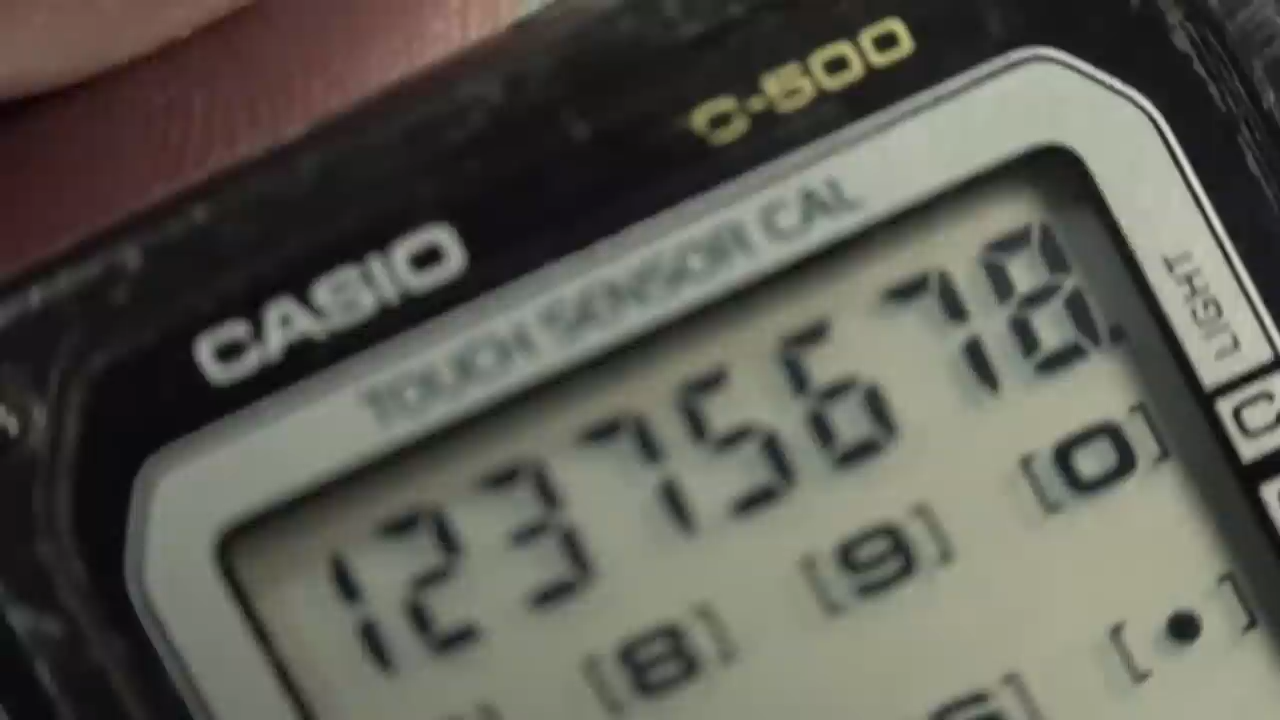 C-500
CASIO
TOUCH SENSOR CAL
LIGHT
12375678.
[8] [9] [0]
[•]
C